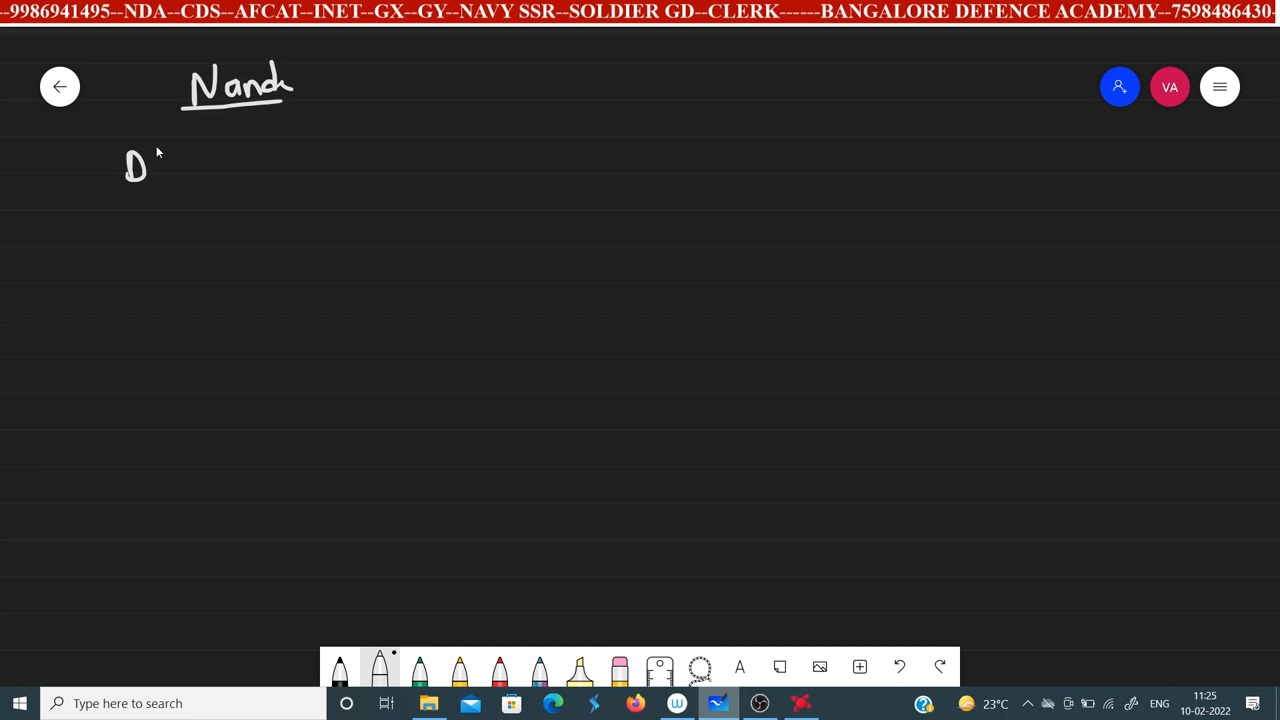 --9986941495--NDA--CDS--AFCAT--INET--GX--GY--NAVY SSR--SOLDIER GD--CLERK------BANGALORE DEFENCE ACADEMY--7598486430-
Nanda
VA
D
A
Type here to search
23°C
ENG
11:25
10-02-2022